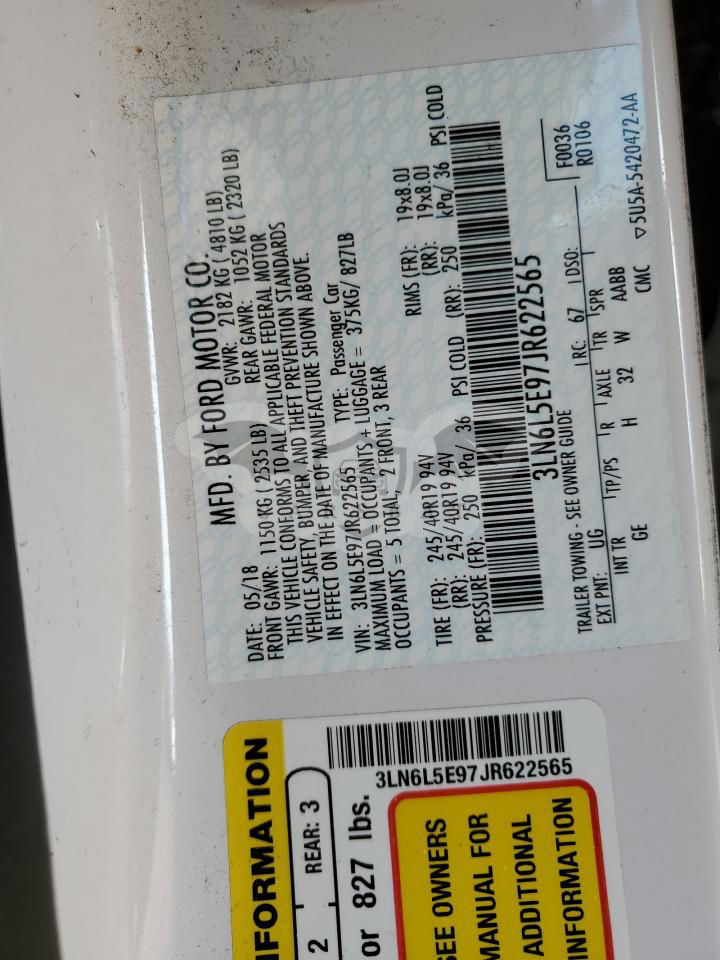 MFD. BY FORD MOTOR CO.
DATE: 05/18 GVWR: 2182 KG ( 4810 LB)
FRONT GAWR: 1150 KG ( 2535 LB) REAR GAWR: 1052 KG ( 2320 LB)
THIS VEHICLE CONFORMS TO ALL APPLICABLE FEDERAL MOTOR
VEHICLE SAFETY, BUMPER, AND THEFT PREVENTION STANDARDS
IN EFFECT ON THE DATE OF MANUFACTURE SHOWN ABOVE.
VIN: 3LN6L5E97JR622565 TYPE: Passenger Car
MAXIMUM LOAD = OCCUPANTS + LUGGAGE = 375KG/ 827LB
OCCUPANTS = 5 TOTAL, 2 FRONT, 3 REAR
TIRE (FR): 245/40R19 94V RIMS (FR): 19x8.0J
(RR): 245/40R19 94V (RR): 19x8.0J
PRESSURE (FR): 250 kPa/ 36 PSI COLD (RR): 250 kPa/ 36 PSI COLD
3LN6L5E97JR622565
TRAILER TOWING - SEE OWNER GUIDE F0036
EXT PNT: UG RC: 67 DSO: R0106
INT TR TP/PS R AXLE TR SPR
GE H 32 W AABB
CMC ▽5U5A-5420472-AA
INFORMATION
2 REAR: 3
or 827 lbs.
3LN6L5E97JR622565
SEE OWNERS
MANUAL FOR
ADDITIONAL
INFORMATION